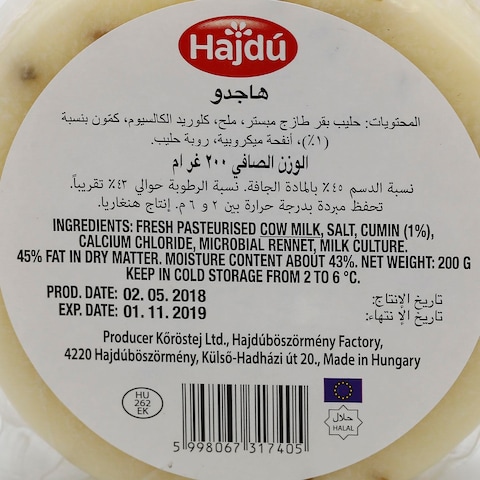 Hajdú
هاجدو
المحتويات: حليب بقر طازج مبستر، ملح، كلوريد الكالسيوم، كمّون بنسبة
(١٪)، أنفحة ميكروبية، روبة حليب.
الوزن الصافي ٢٠٠ غرام
نسبة الدسم ٤٥٪ بالمادة الجافة. نسبة الرطوبة حوالي ٤٣٪ تقريباً.
تحفظ مبردة بدرجة حرارة بين ٢ و ٦ م. إنتاج هنغاريا.
INGREDIENTS: FRESH PASTEURISED COW MILK, SALT, CUMIN (1%),
CALCIUM CHLORIDE, MICROBIAL RENNET, MILK CULTURE.
45% FAT IN DRY MATTER. MOISTURE CONTENT ABOUT 43%. NET WEIGHT: 200 G
KEEP IN COLD STORAGE FROM 2 TO 6 °C.
PROD. DATE: 02. 05. 2018 تاريخ الإنتاج:
EXP. DATE: 01. 11. 2019 تاريخ الإ نتهاء:
Producer Kőröstej Ltd., Hajdúböszörmény Factory,
4220 Hajdúböszörmény, Külső-Hadházi út 20., Made in Hungary
HU
262
EK
حلال
HALAL
5 998067 317405